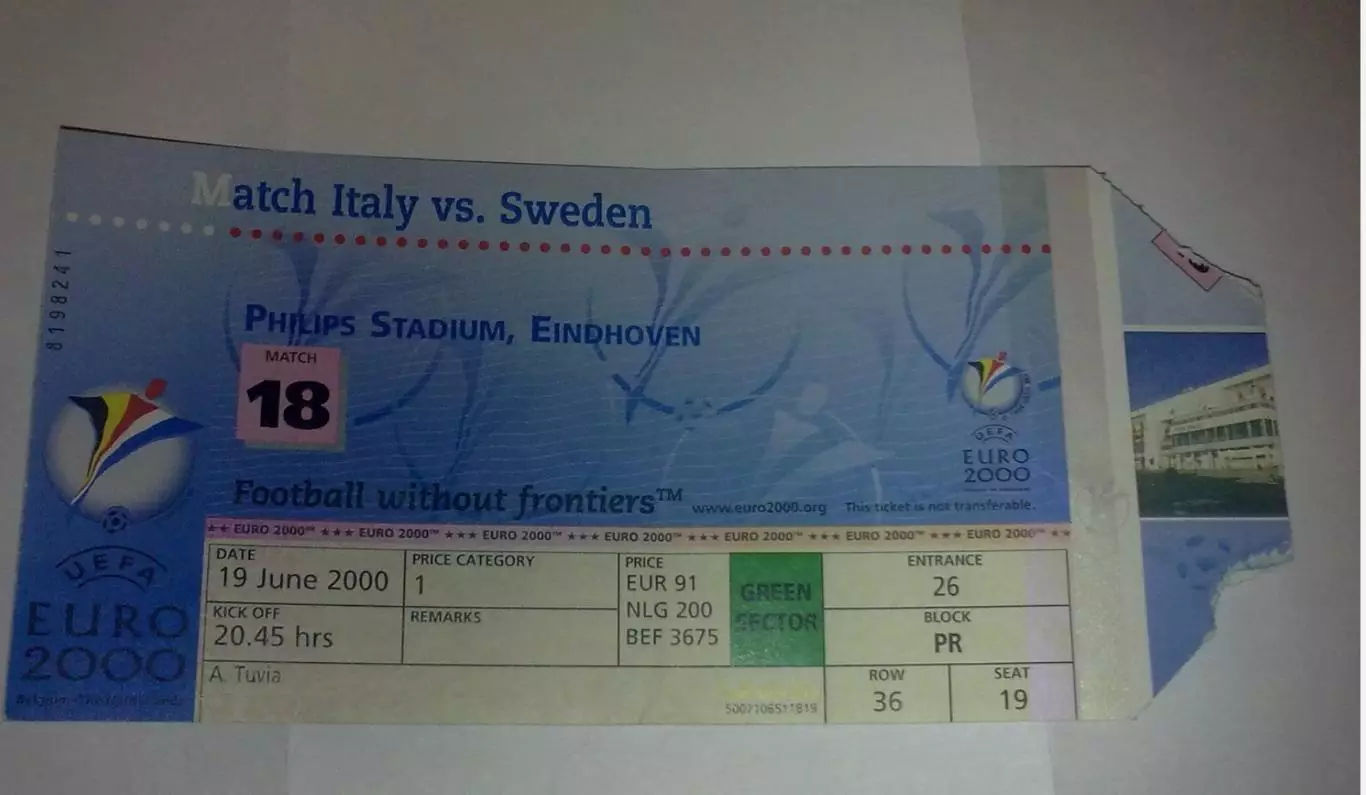 Match Italy vs. Sweden
8198241
PHILIPS STADIUM, EINDHOVEN
MATCH
18
UEFA
EURO
2000
Football without frontiers™
www.euro2000.org
This ticket is not transferable.
★★ EURO 2000™ ★★★ EURO 2000™ ★★★ EURO 2000™ ★★★ EURO 2000™ ★★★ EURO 2000™ ★★★ EURO 2000™ ★★★ EURO 2000™ ★★
UEFA
EURO
2000
DATE
19 June 2000
PRICE CATEGORY
1
PRICE
EUR 91
NLG 200
BEF 3675
GREEN
SECTOR
ENTRANCE
26
KICK OFF
20.45 hrs
REMARKS
BLOCK
PR
A. Tuvia
ROW
36
SEAT
19